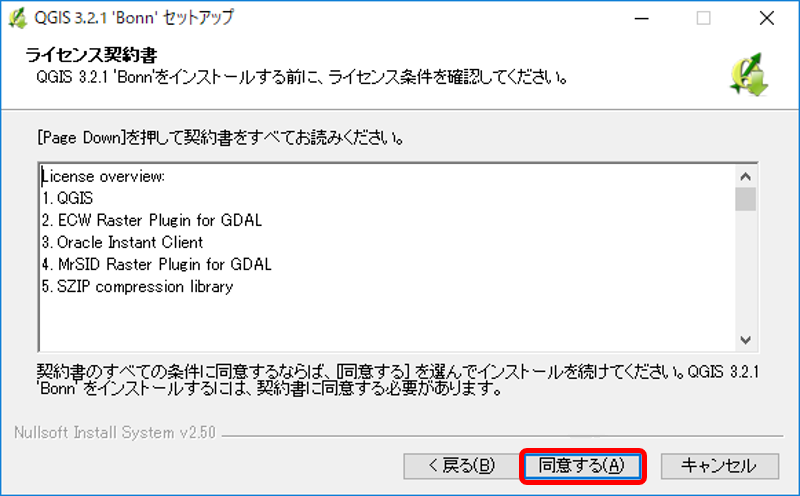 QGIS 3.2.1 'Bonn' セットアップ
ライセンス契約書
QGIS 3.2.1 'Bonn'をインストールする前に、ライセンス条件を確認してください。
[Page Down]を押して契約書をすべてお読みください。
License overview:
1. QGIS
2. ECW Raster Plugin for GDAL
3. Oracle Instant Client
4. MrSID Raster Plugin for GDAL
5. SZIP compression library
契約書のすべての条件に同意するならば、[同意する] を選んでインストールを続けてください。QGIS 3.2.1
'Bonn' をインストールするには、契約書に同意する必要があります。
Nullsoft Install System v2.50
< 戻る(B)
同意する(A)
キャンセル